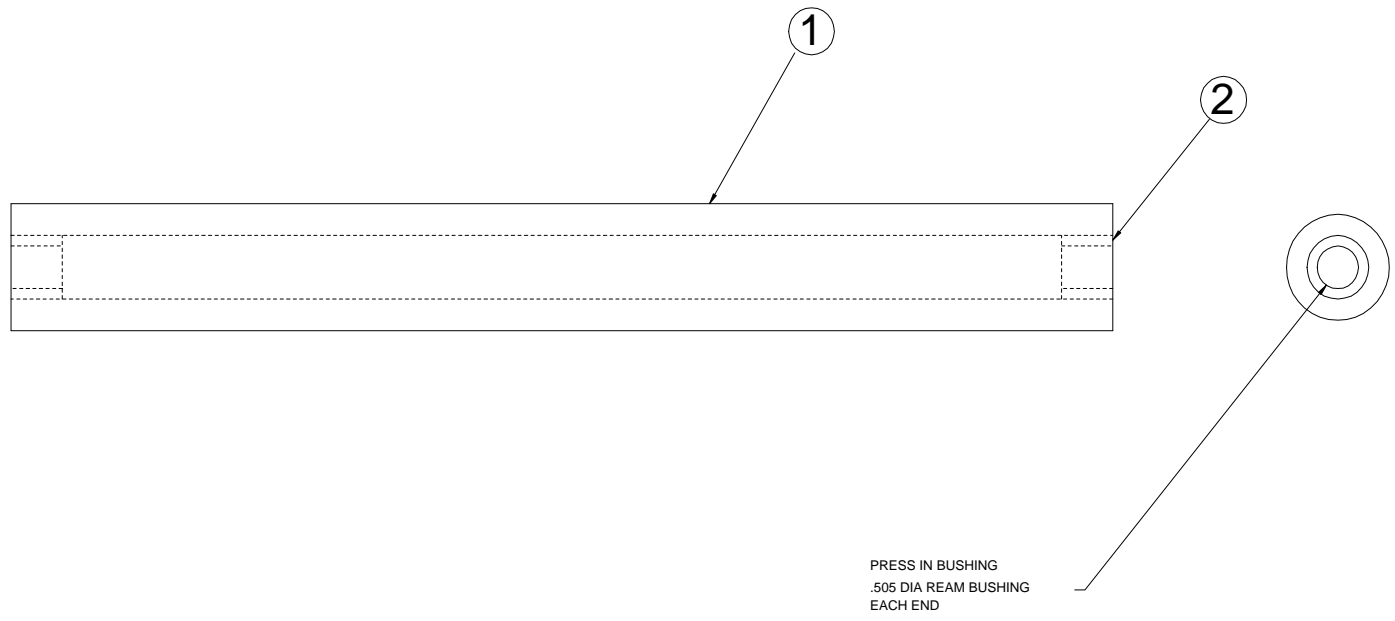 1
2
PRESS IN BUSHING
.505 DIA REAM BUSHING
EACH END